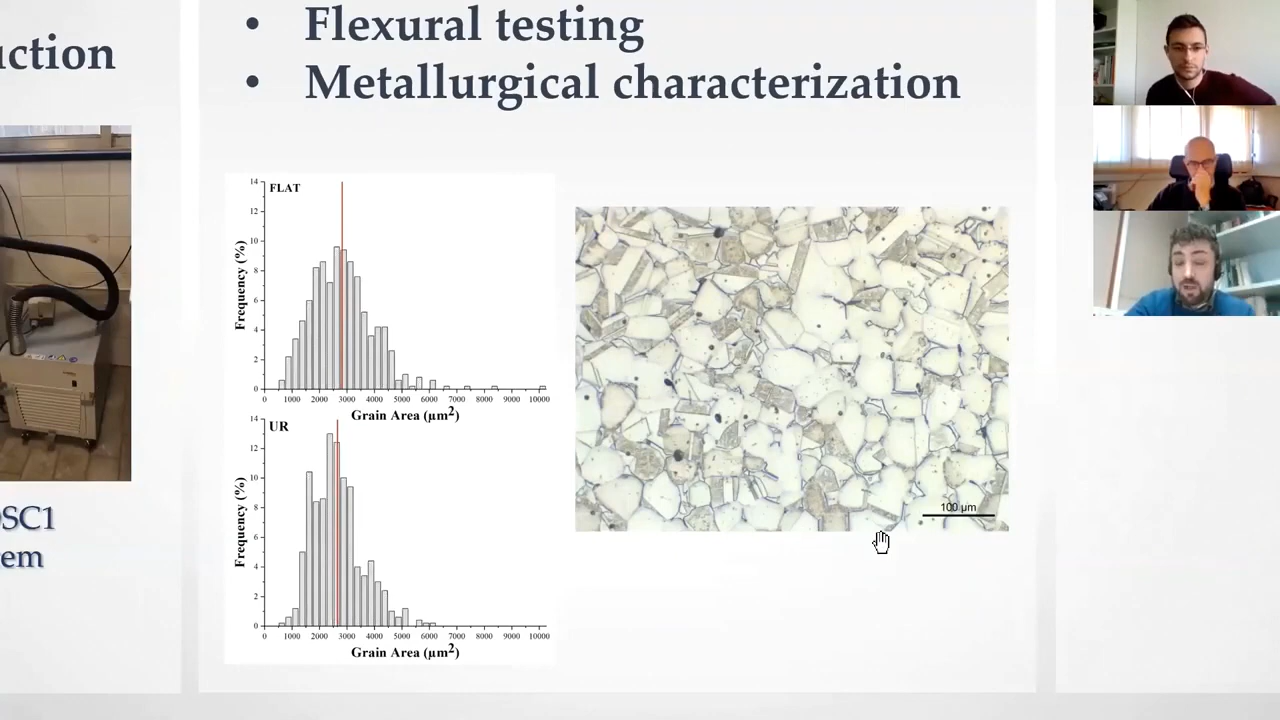 uction
• Flexural testing
• Metallurgical characterization
FLAT
Frequency (%)
14
12
10
8
6
4
2
0
0 1000 2000 3000 4000 5000 6000 7000 8000 9000 10000
Grain Area (µm²)
UR
Frequency (%)
14
12
10
8
6
4
2
0
0 1000 2000 3000 4000 5000 6000 7000 8000 9000 10000
Grain Area (µm²)
100 µm
OSC1
em